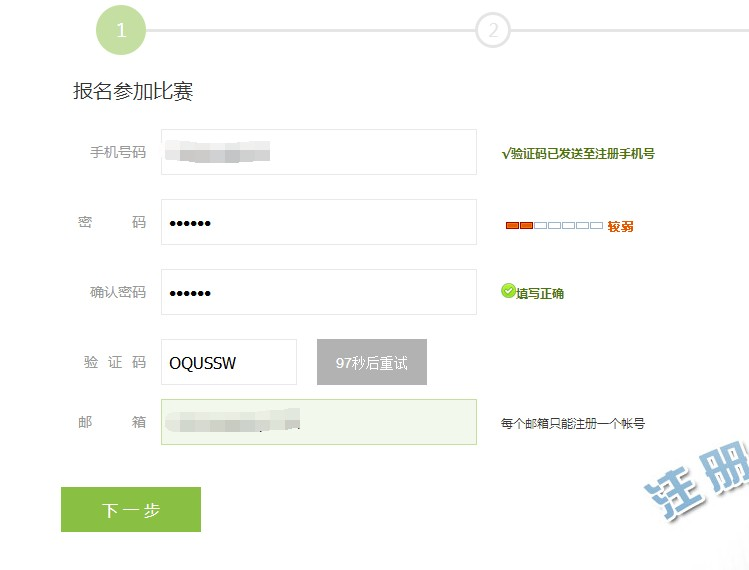 1
2
报名参加比赛
手机号码 √验证码已发送至注册手机号
密 码 •••••• 较弱
确认密码 •••••• 填写正确
验 证 码 OQUSSW 97秒后重试
邮 箱 每个邮箱只能注册一个帐号
注册
下一步